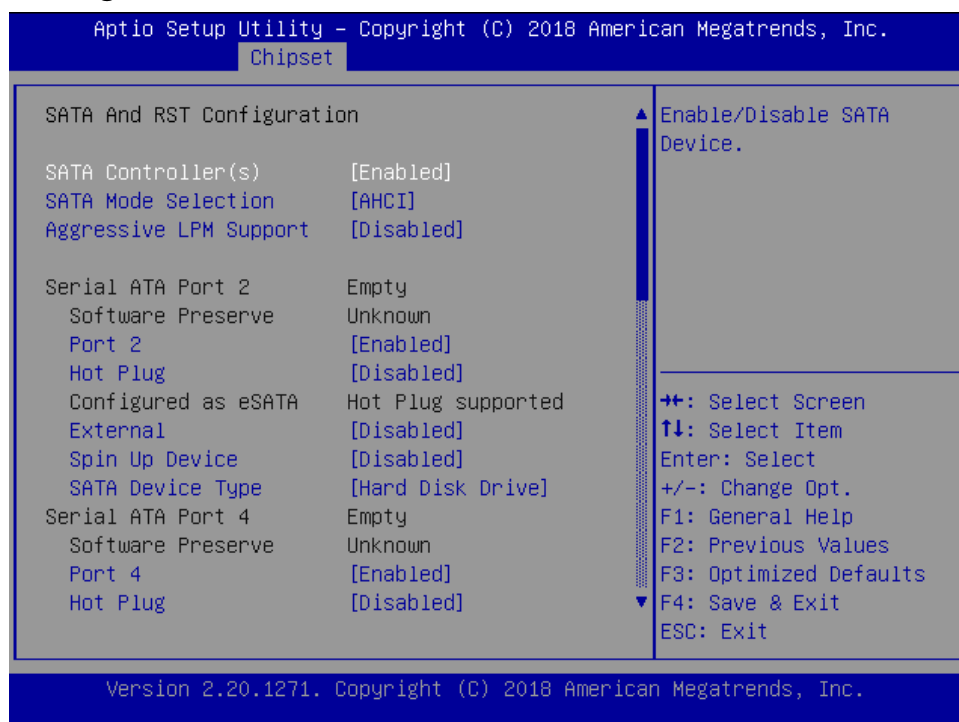 Aptio Setup Utility – Copyright (C) 2018 American Megatrends, Inc.
Chipset
SATA And RST Configuration
SATA Controller(s) [Enabled]
SATA Mode Selection [AHCI]
Aggressive LPM Support [Disabled]
Serial ATA Port 2 Empty
Software Preserve Unknown
Port 2 [Enabled]
Hot Plug [Disabled]
Configured as eSATA Hot Plug supported
External [Disabled]
Spin Up Device [Disabled]
SATA Device Type [Hard Disk Drive]
Serial ATA Port 4 Empty
Software Preserve Unknown
Port 4 [Enabled]
Hot Plug [Disabled]
Enable/Disable SATA
Device.
→←: Select Screen
↑↓: Select Item
Enter: Select
+/-: Change Opt.
F1: General Help
F2: Previous Values
F3: Optimized Defaults
F4: Save & Exit
ESC: Exit
Version 2.20.1271. Copyright (C) 2018 American Megatrends, Inc.